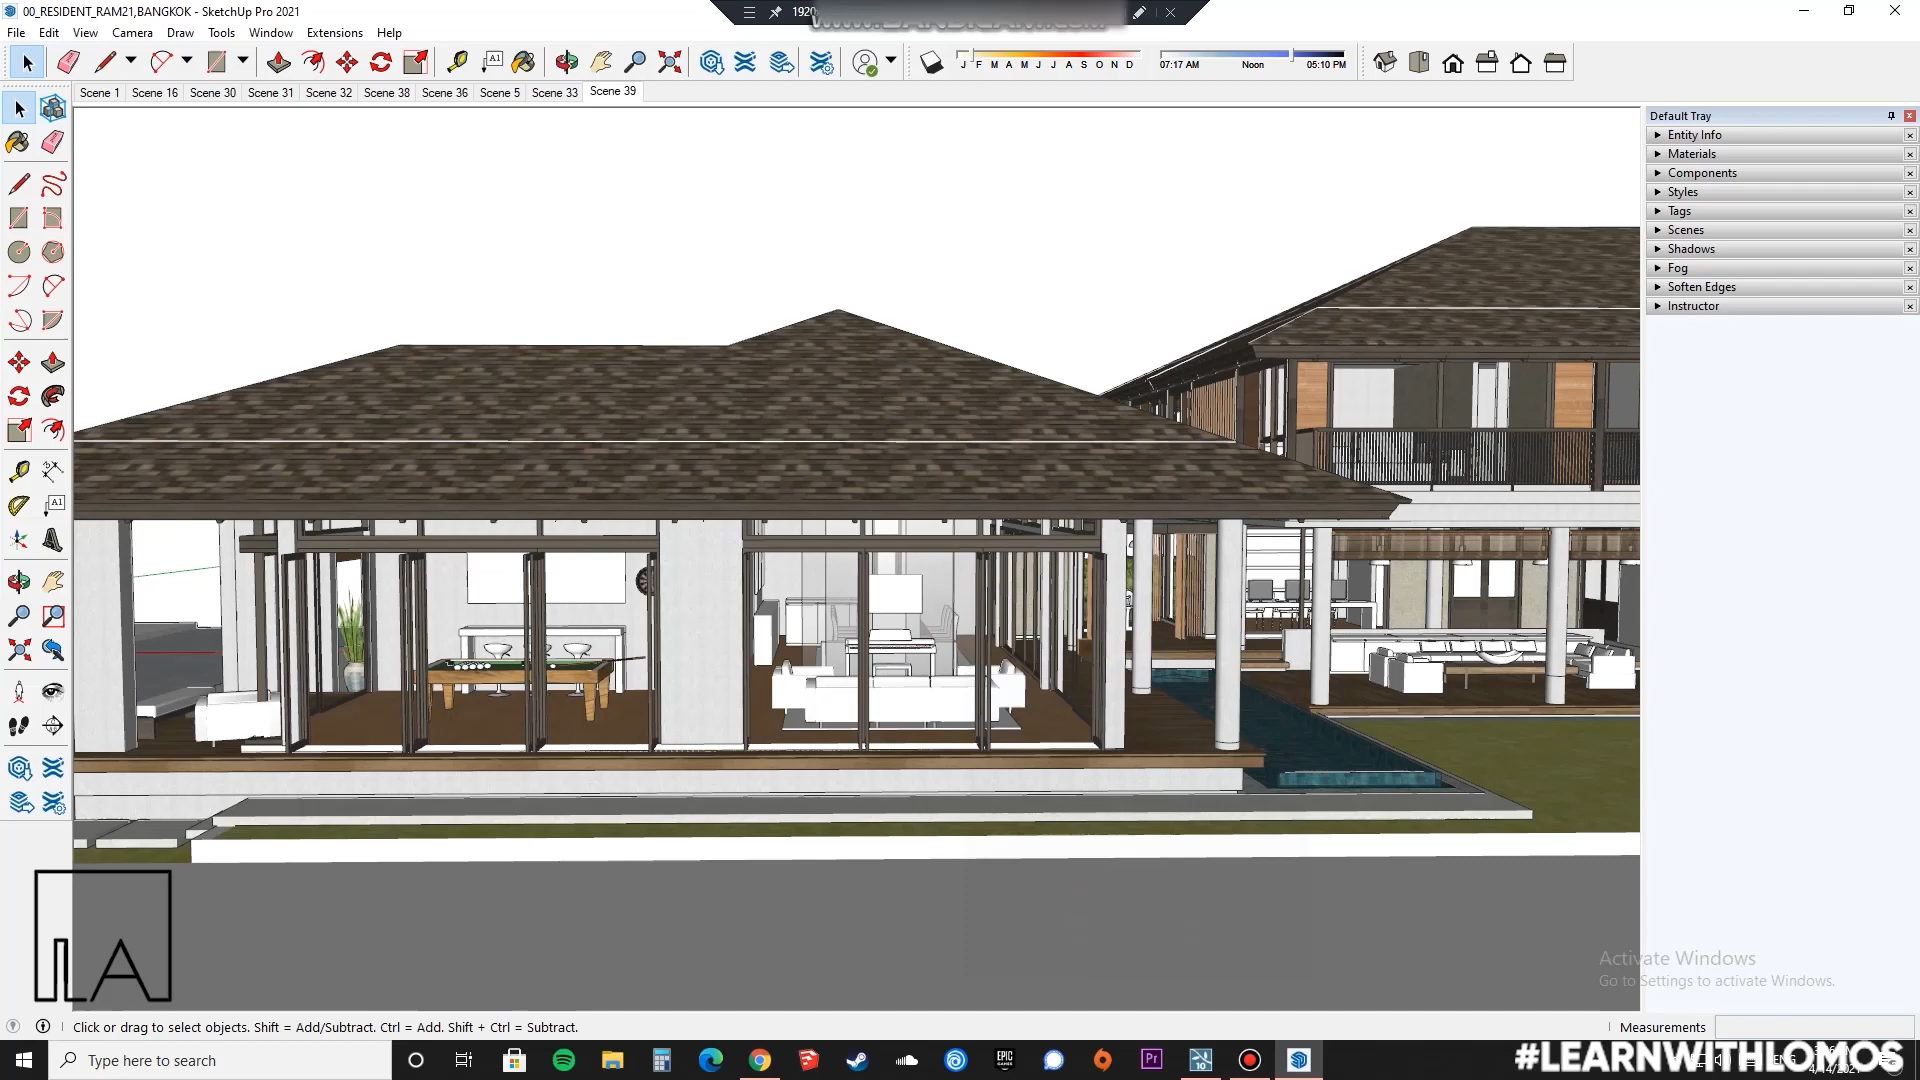 00_RESIDENT_RAM21,BANGKOK - SketchUp Pro 2021
1920
File Edit View Camera Draw Tools Window Extensions Help
J F M A M J J A S O N D
07:17 AM Noon 05:10 PM
Scene 1 Scene 16 Scene 30 Scene 31 Scene 32 Scene 38 Scene 36 Scene 5 Scene 33 Scene 39
Default Tray
Entity Info
Materials
Components
Styles
Tags
Scenes
Shadows
Fog
Soften Edges
Instructor
Activate Windows
Go to Settings to activate Windows.
Click or drag to select objects. Shift = Add/Subtract. Ctrl = Add. Shift + Ctrl = Subtract.
Measurements
Type here to search
EPIC
GAMES
Pr
10
#LEARNWITHLOMOS